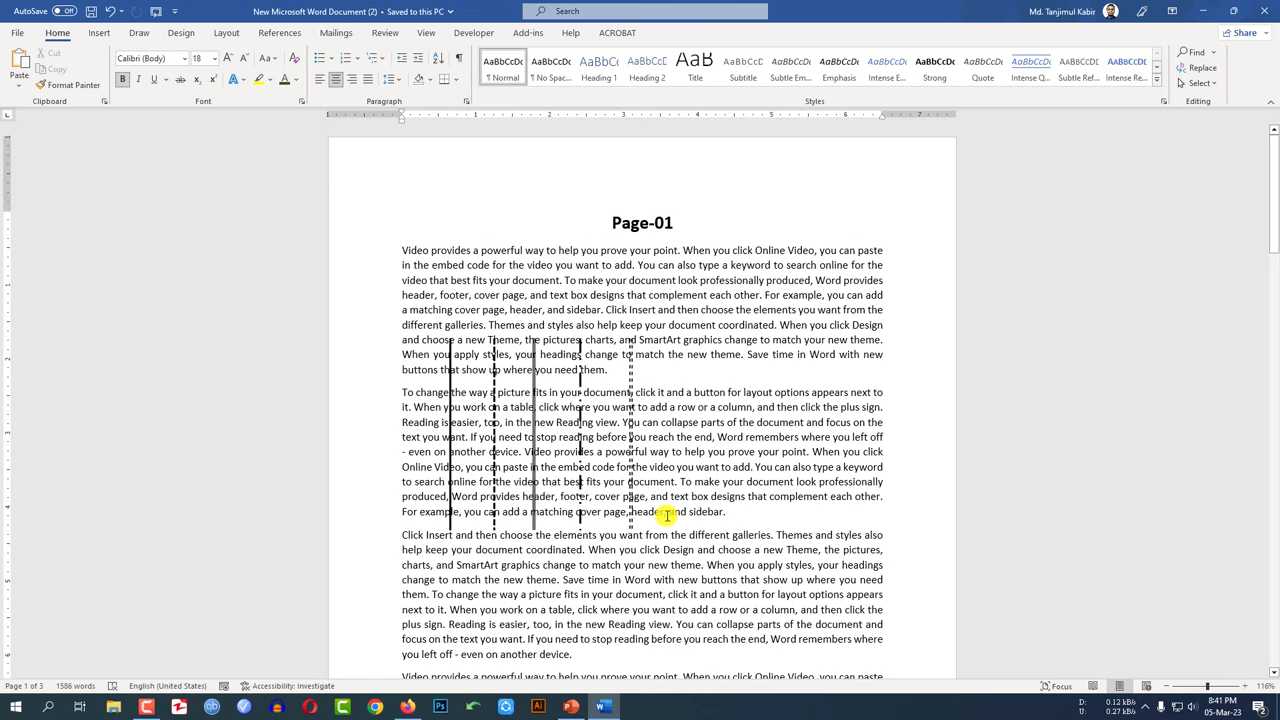 AutoSave Off New Microsoft Word Document (2) • Saved to this PC Search Md. Tanjimul Kabir
File Home Insert Draw Design Layout References Mailings Review View Developer Add-ins Help ACROBAT Share
Paste Cut Copy Format Painter
Calibri (Body) 18
AaBbCcDc ¶ Normal
AaBbCcDc ¶ No Spac...
AaBbCc Heading 1
AaBbCcD Heading 2
AaB Title
AaBbCcD Subtitle
AaBbCcDc Subtle Em...
AaBbCcDc Emphasis
AaBbCcDc Intense E...
AaBbCcDc Strong
AaBbCcDc Quote
AaBbCcDc Intense Q...
AaBbCcDc Subtle Ref...
AaBbCcDc Intense Re...
Find
Replace
Select
Clipboard Font Paragraph Styles Editing
1 1 2 3 4 5 6 7
Page-01
Video provides a powerful way to help you prove your point. When you click Online Video, you can paste
in the embed code for the video you want to add. You can also type a keyword to search online for the
video that best fits your document. To make your document look professionally produced, Word provides
header, footer, cover page, and text box designs that complement each other. For example, you can add
a matching cover page, header, and sidebar. Click Insert and then choose the elements you want from the
different galleries. Themes and styles also help keep your document coordinated. When you click Design
and choose a new Theme, the pictures, charts, and SmartArt graphics change to match your new theme.
When you apply styles, your headings change to match the new theme. Save time in Word with new
buttons that show up where you need them.
To change the way a picture fits in your document, click it and a button for layout options appears next to
it. When you work on a table, click where you want to add a row or a column, and then click the plus sign.
Reading is easier, too, in the new Reading view. You can collapse parts of the document and focus on the
text you want. If you need to stop reading before you reach the end, Word remembers where you left off
- even on another device. Video provides a powerful way to help you prove your point. When you click
Online Video, you can paste in the embed code for the video you want to add. You can also type a keyword
to search online for the video that best fits your document. To make your document look professionally
produced, Word provides header, footer, cover page, and text box designs that complement each other.
For example, you can add a matching cover page, header, and sidebar.
Click Insert and then choose the elements you want from the different galleries. Themes and styles also
help keep your document coordinated. When you click Design and choose a new Theme, the pictures,
charts, and SmartArt graphics change to match your new theme. When you apply styles, your headings
change to match the new theme. Save time in Word with new buttons that show up where you need
them. To change the way a picture fits in your document, click it and a button for layout options appears
next to it. When you work on a table, click where you want to add a row or a column, and then click the
plus sign. Reading is easier, too, in the new Reading view. You can collapse parts of the document and
focus on the text you want. If you need to stop reading before you reach the end, Word remembers where
you left off - even on another device.
Video provides a powerful way to help you prove your point. When you click Online Video, you can paste
Page 1 of 3 1586 words English (United States) Accessibility: Investigate Focus 116%
D: 0.12 kB/s
U: 0.27 kB/s
8:41 PM
05-Mar-23